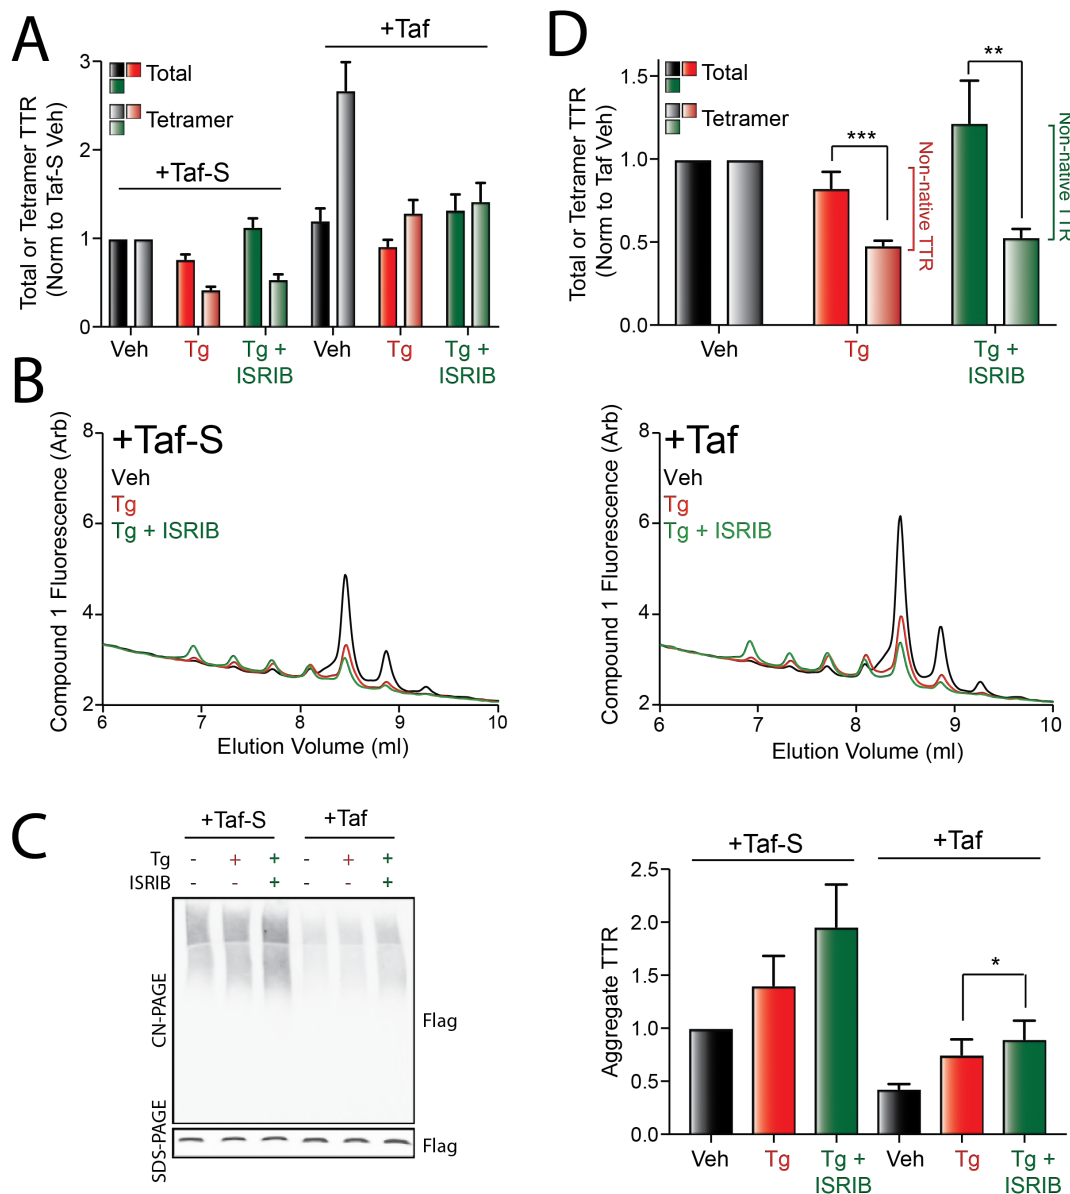 A
+Taf
Total or Tetramer TTR
(Norm to Taf-S Veh)
3
2
1
0
Total
Tetramer
+Taf-S
Veh
Tg
Tg +
ISRIB
Veh
Tg
Tg +
ISRIB
D
Total or Tetramer TTR
(Norm to Taf Veh)
1.5
1.0
0.5
0.0
Total
Tetramer
***
**
Non-native TTR
Non-native TTR
Veh
Tg
Tg +
ISRIB
B
Compound 1 Fluorescence (Arb)
8
6
4
2
+Taf-S
Veh
Tg
Tg + ISRIB
6
7
8
9
10
Elution Volume (ml)
Compound 1 Fluorescence (Arb)
8
6
4
2
+Taf
Veh
Tg
Tg + ISRIB
6
7
8
9
10
Elution Volume (ml)
C
+Taf-S
+Taf
Tg - + + - + +
ISRIB - - + - - +
CN-PAGE
Flag
SDS-PAGE
Flag
Aggregate TTR
2.5
2.0
1.5
1.0
0.5
0.0
+Taf-S
+Taf
*
Veh
Tg
Tg +
ISRIB
Veh
Tg
Tg +
ISRIB